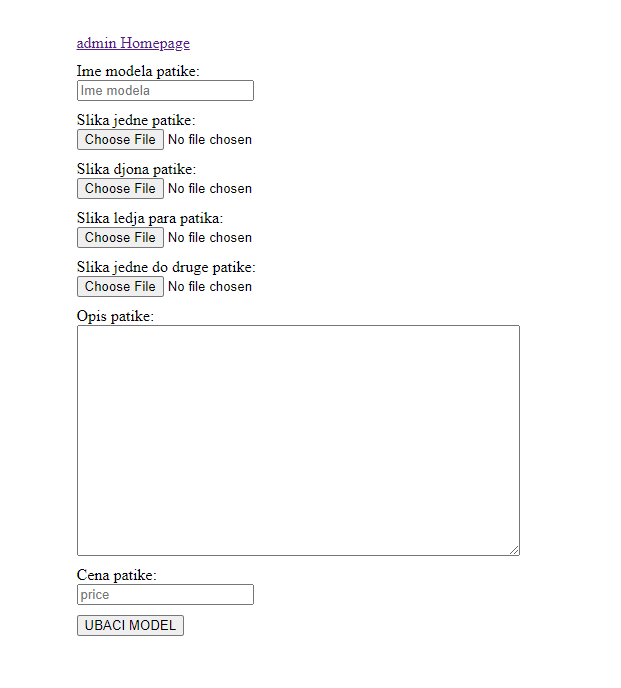 admin Homepage
Ime modela patike:
Ime modela
Slika jedne patike:
Choose File No file chosen
Slika djona patike:
Choose File No file chosen
Slika ledja para patika:
Choose File No file chosen
Slika jedne do druge patike:
Choose File No file chosen
Opis patike:
Cena patike:
price
UBACI MODEL